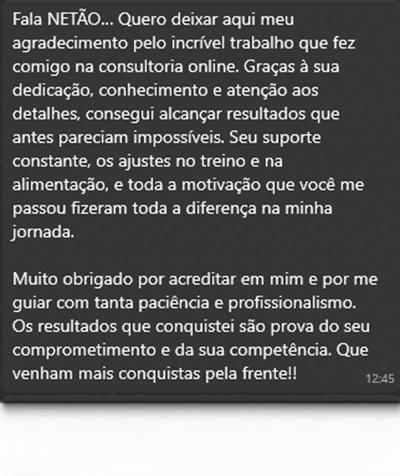 Fala NETÃO... Quero deixar aqui meu
agradecimento pelo incrível trabalho que fez
comigo na consultoria online. Graças à sua
dedicação, conhecimento e atenção aos
detalhes, consegui alcançar resultados que
antes pareciam impossíveis. Seu suporte
constante, os ajustes no treino e na
alimentação, e toda a motivação que você me
passou fizeram toda a diferença na minha
jornada.
Muito obrigado por acreditar em mim e por me
guiar com tanta paciência e profissionalismo.
Os resultados que conquistei são prova do seu
comprometimento e da sua competência. Que
venham mais conquistas pela frente!!
12:45